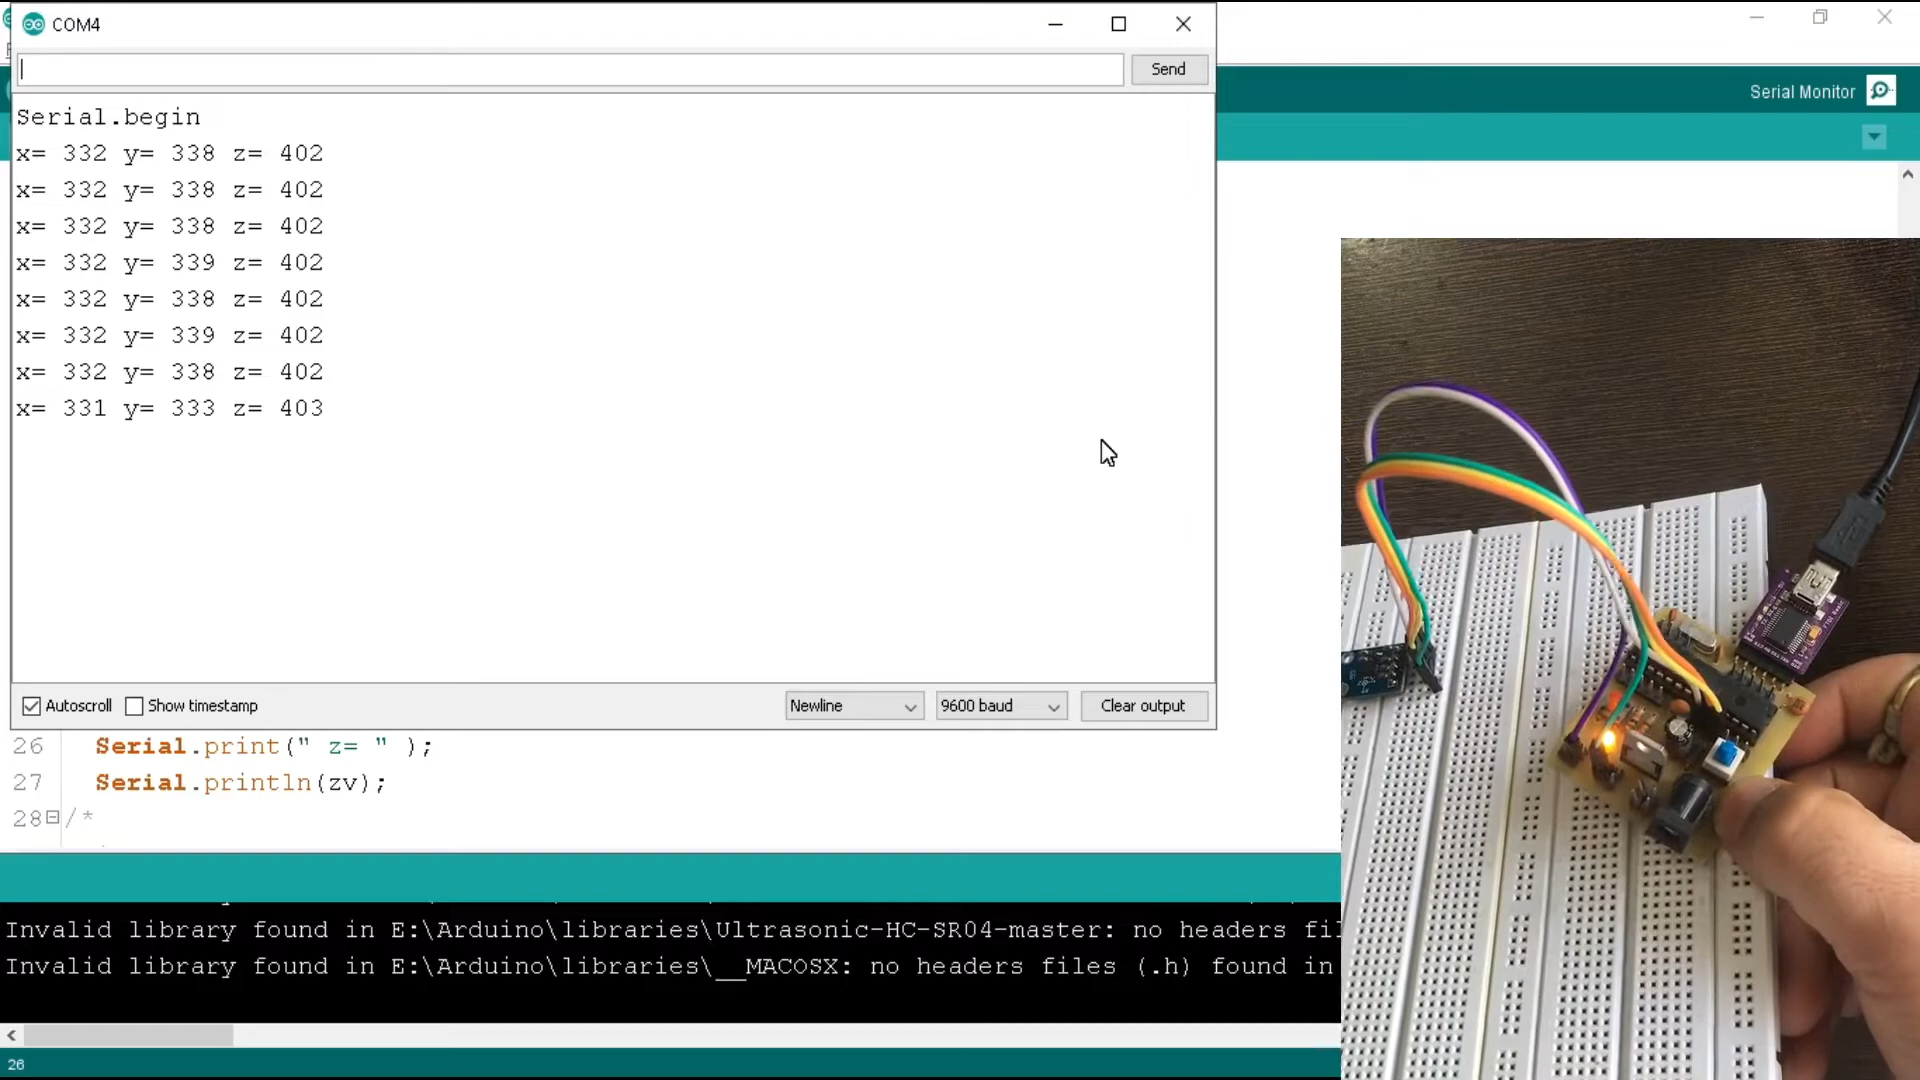 COM4
Send
Serial Monitor
Serial.begin
x= 332 y= 338 z= 402
x= 332 y= 338 z= 402
x= 332 y= 338 z= 402
x= 332 y= 339 z= 402
x= 332 y= 338 z= 402
x= 332 y= 339 z= 402
x= 332 y= 338 z= 402
x= 331 y= 333 z= 403
Autoscroll Show timestamp Newline 9600 baud Clear output
26 Serial.print(" z= " );
27 Serial.println(zv);
28 /*
Invalid library found in E:\Arduino\libraries\Ultrasonic-HC-SR04-master: no headers fil
Invalid library found in E:\Arduino\libraries\__MACOSX: no headers files (.h) found in
26